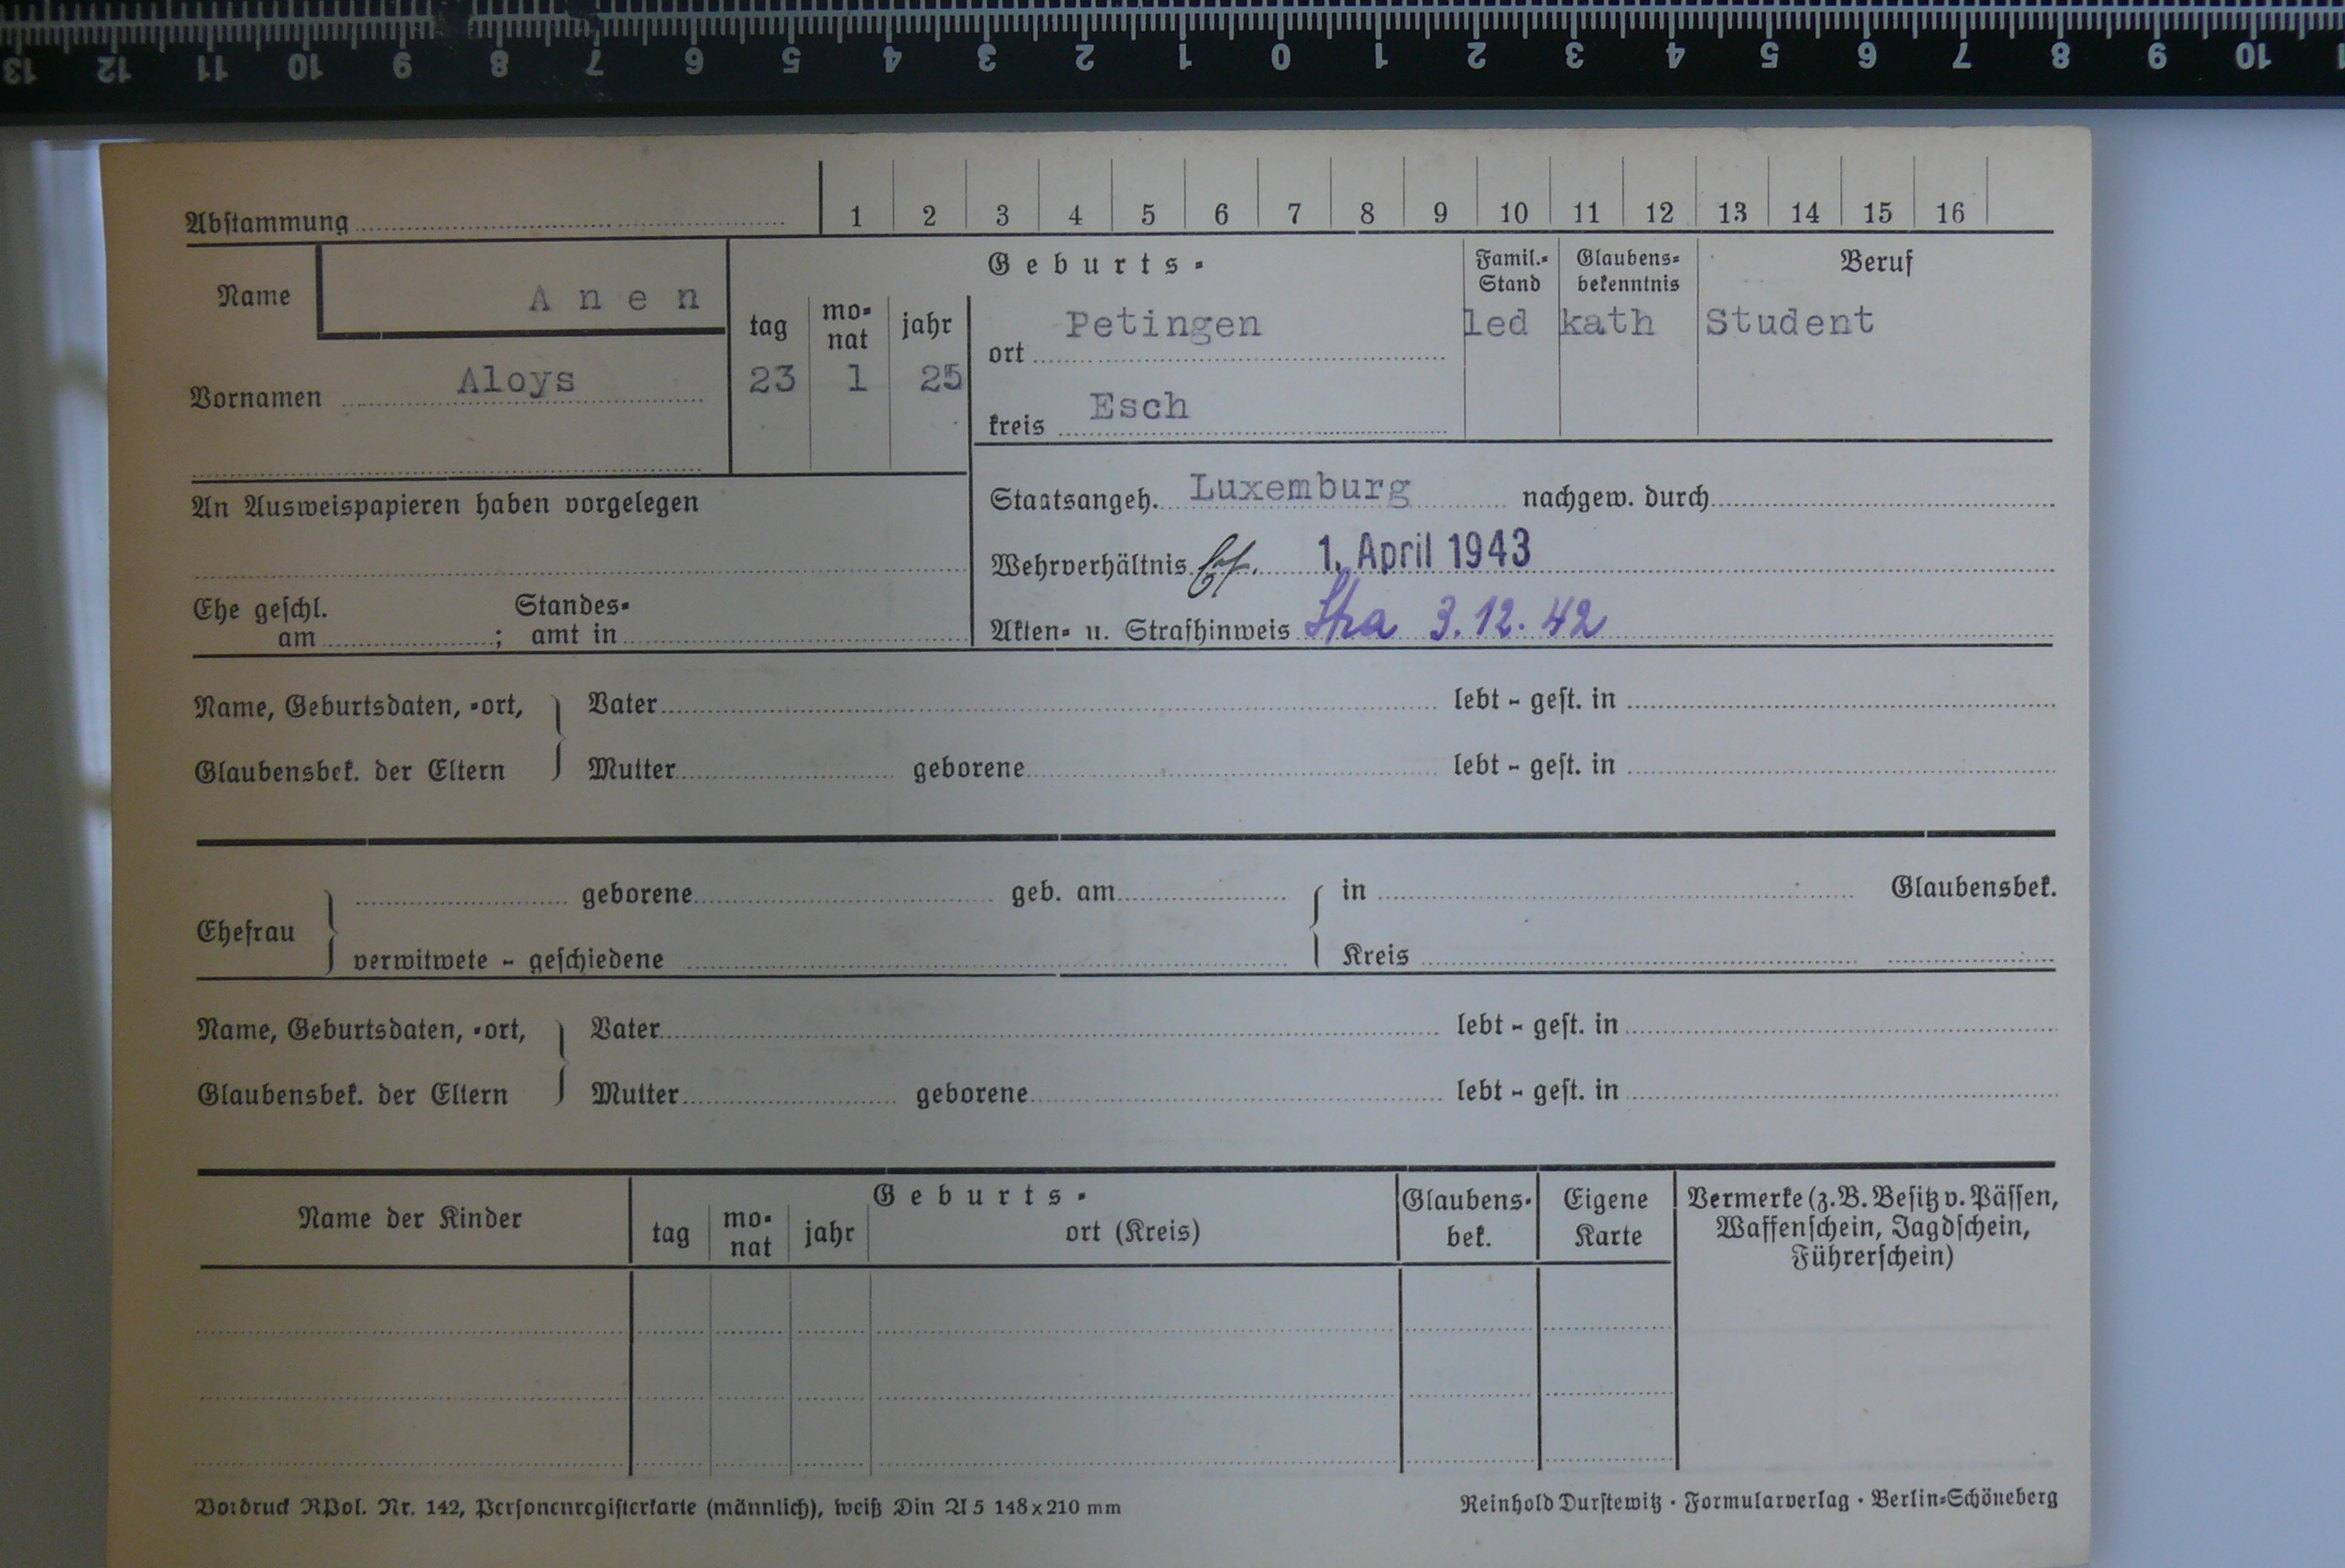 13 12 11 10 9 8 7 6 5 4 3 2 1 0 1 2 3 4 5 6 7 8 9 10
Abstammung 1 2 3 4 5 6 7 8 9 10 11 12 13 14 15 16
Name Anen
Vornamen Aloys
Geburts-
tag mo-nat jahr
23 1 25
ort Petingen
kreis Esch
Famil.-
Stand
led
Glaubens-
bekenntnis
kath
Beruf
Student
An Ausweispapieren haben vorgelegen
Ehe geschl. Standes-
am ; amt in
Staatsangeh. Luxemburg nachgew. durch
Wehrverhältnis 1. April 1943
Akten- u. Strafhinweis Stra 3.12.42
Name, Geburtsdaten, -ort, Vater lebt - gest. in
Glaubensbek. der Eltern Mutter geborene lebt - gest. in
geborene geb. am in Glaubensbek.
Ehefrau
verwitwete - geschiedene Kreis
Name, Geburtsdaten, -ort, Vater lebt - gest. in
Glaubensbek. der Eltern Mutter geborene lebt - gest. in
Name der Kinder
Geburts-
tag mo-nat jahr ort (Kreis)
Glaubens-
bek.
Eigene
Karte
Vermerke (z. B. Besitz v. Pässen,
Waffenschein, Jagdschein,
Führerschein)
Vordruck RPol. Nr. 142, Personenregisterkarte (männlich), weiß Din A 5 148 x 210 mm
Reinhold Durstewitz · Formularverlag · Berlin-Schöneberg